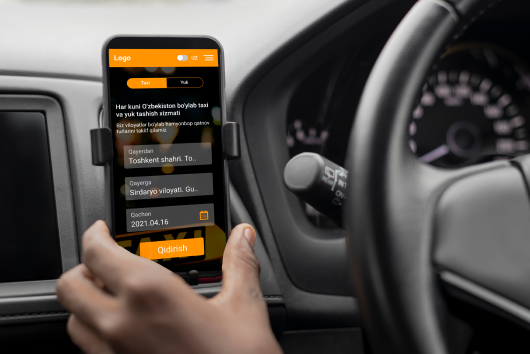 Logo
UZ
Taxi
Yuk
Har kuni O'zbekiston bo'ylab taxi
va yuk tashish xizmati
Biz viloyatlar bo'ylab hamyonbop qatnov
turlarini taklif qilamiz
Qayerdan
Toshkent shahri. To..
Qayerga
Sirdaryo viloyati. Gu..
Qachon
2021.04.16
TAXI
Qidirish